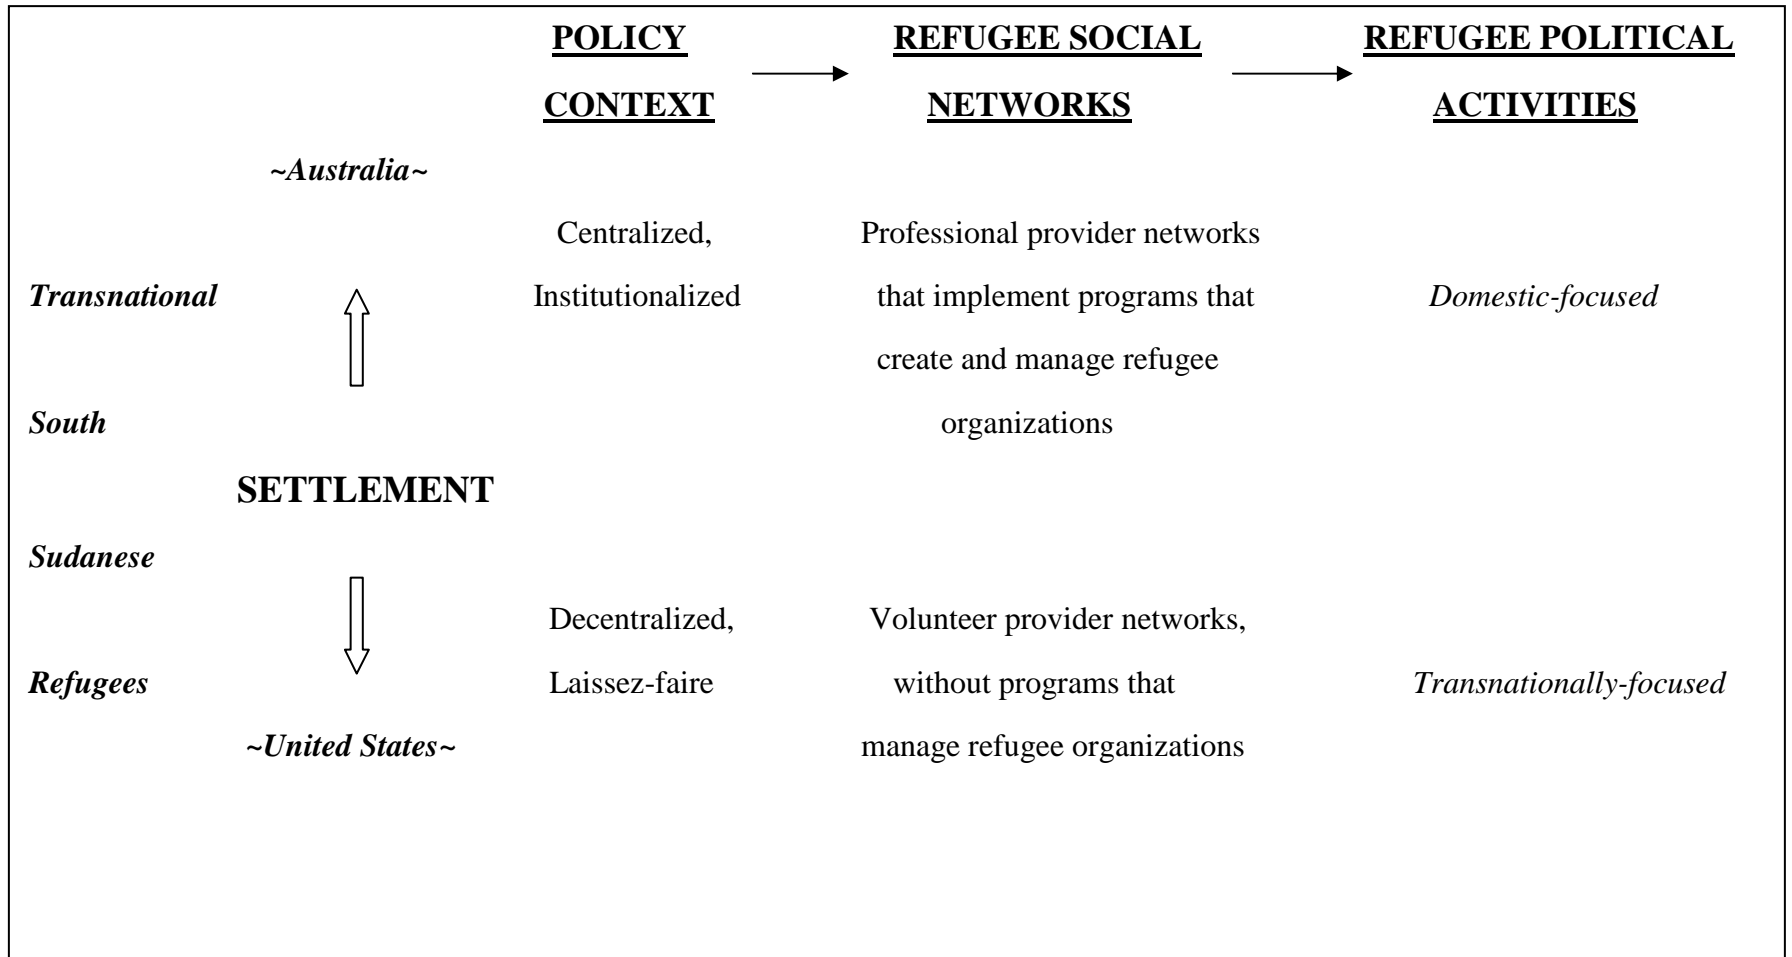 POLICY REFUGEE SOCIAL REFUGEE POLITICAL
CONTEXT NETWORKS ACTIVITIES
~Australia~
Centralized, Professional provider networks
Transnational Institutionalized that implement programs that Domestic-focused
create and manage refugee
South organizations
SETTLEMENT
Sudanese
Decentralized, Volunteer provider networks,
Refugees Laissez-faire without programs that Transnationally-focused
~United States~ manage refugee organizations